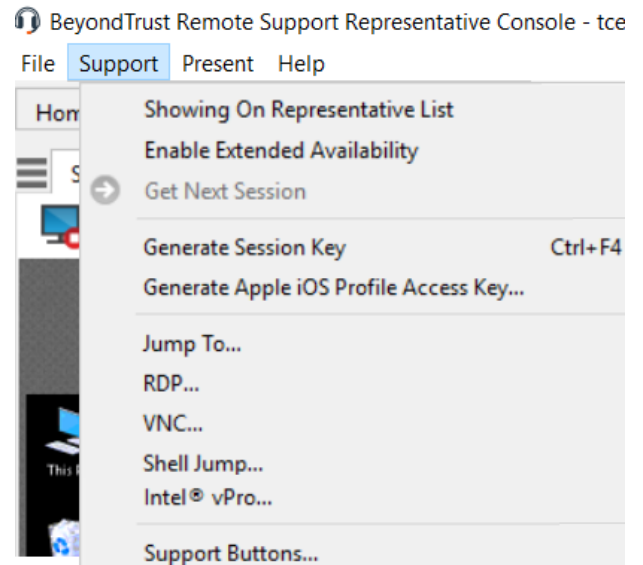 BeyondTrust Remote Support Representative Console - tce
File Support Present Help
Hom
S
Showing On Representative List
Enable Extended Availability
Get Next Session
Generate Session Key Ctrl+F4
Generate Apple iOS Profile Access Key...
Jump To...
RDP...
VNC...
Shell Jump...
This P
Intel® vPro...
Support Buttons...